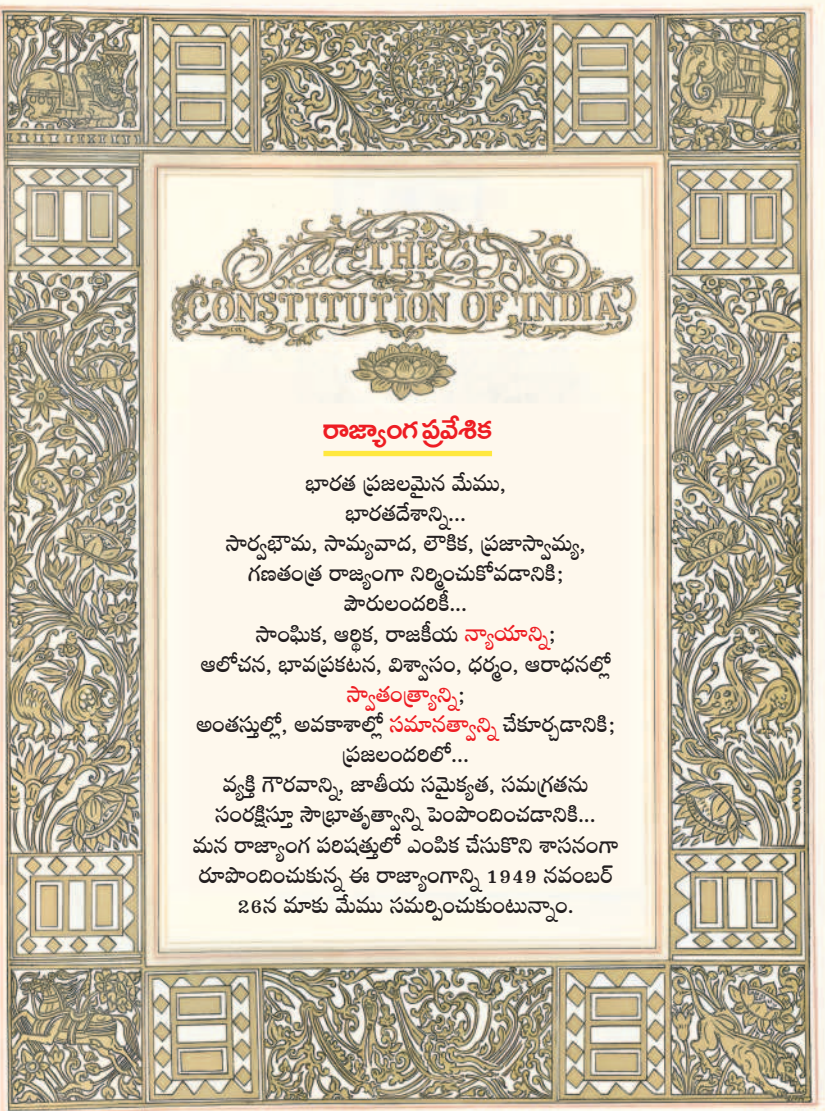 THE
CONSTITUTION OF INDIA
రాజ్యాంగ ప్రవేశిక
భారత ప్రజలమైన మేము,
భారతదేశాన్ని...
సార్వభౌమ, సామ్యవాద, లౌకిక, ప్రజాస్వామ్య,
గణతంత్ర రాజ్యంగా నిర్మించుకోవడానికి;
పౌరులందరికీ...
సాంఘిక, ఆర్థిక, రాజకీయ న్యాయాన్ని;
ఆలోచన, భావప్రకటన, విశ్వాసం, ధర్మం, ఆరాధనల్లో
స్వాతంత్ర్యాన్ని;
అంతస్తుల్లో, అవకాశాల్లో సమానత్వాన్ని చేకూర్చడానికి;
ప్రజలందరిలో...
వ్యక్తి గౌరవాన్ని, జాతీయ సమైక్యత, సమగ్రతను
సంరక్షిస్తూ సౌభ్రాతృత్వాన్ని పెంపొందించడానికి...
మన రాజ్యాంగ పరిషత్తులో ఎంపిక చేసుకొని శాసనంగా
రూపొందించుకున్న ఈ రాజ్యాంగాన్ని 1949 నవంబర్
26న మాకు మేము సమర్పించుకుంటున్నాం.